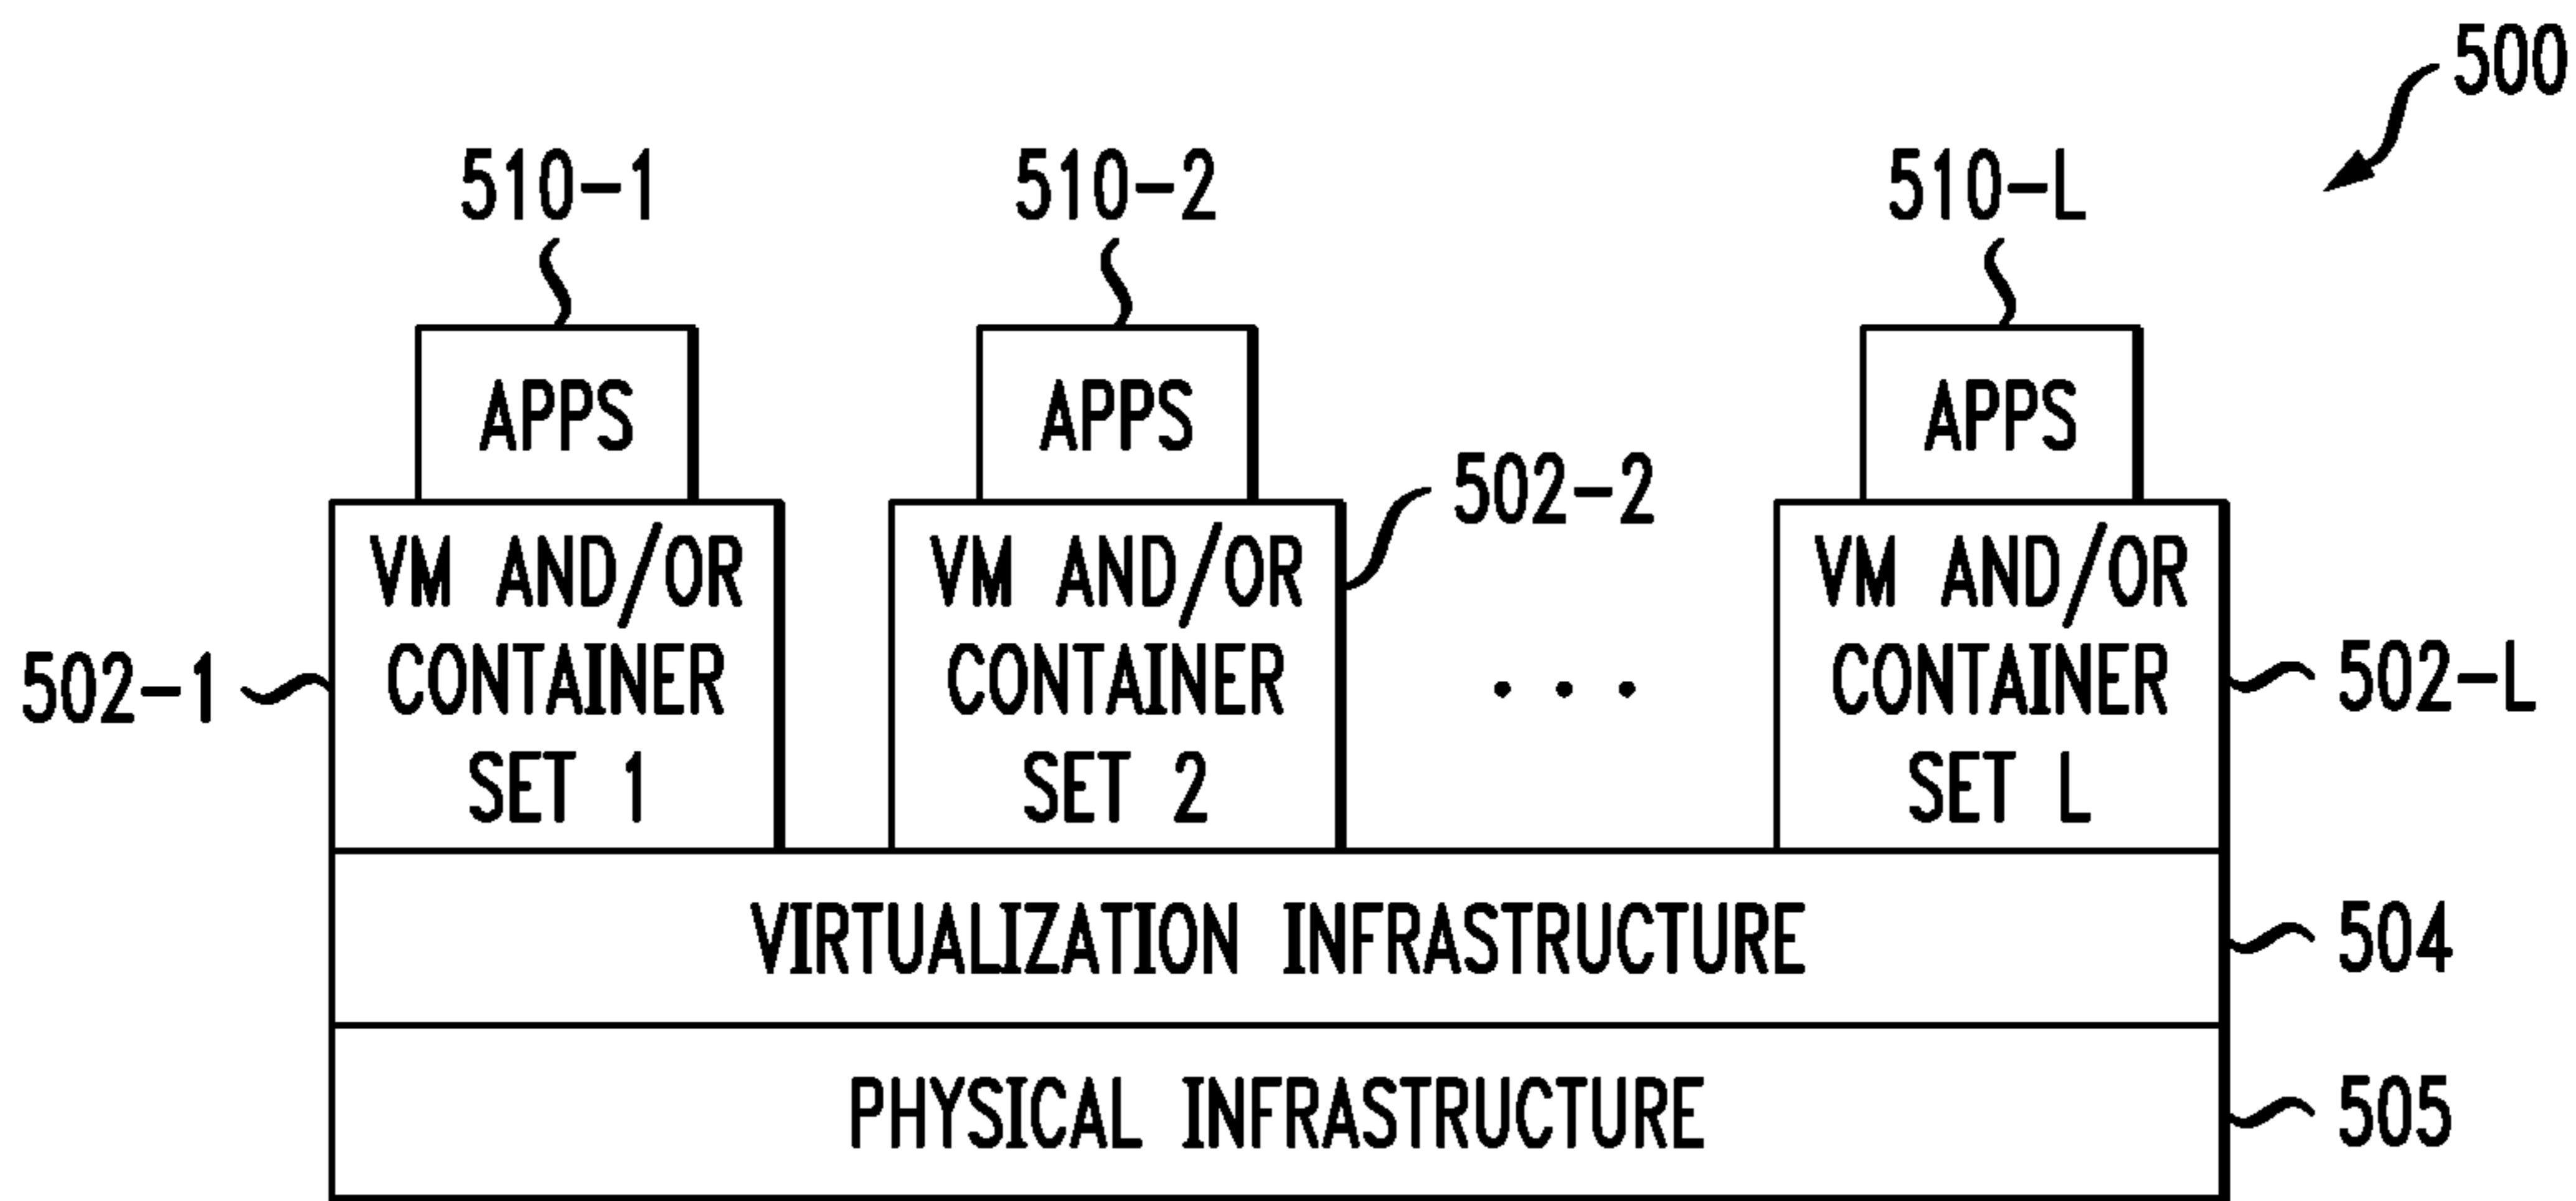 500
510-1
510-2
510-L
APPS
APPS
APPS
502-2
VM AND/OR
CONTAINER
SET 1
VM AND/OR
CONTAINER
SET 2
. . .
VM AND/OR
CONTAINER
SET L
502-1
502-L
VIRTUALIZATION INFRASTRUCTURE
504
PHYSICAL INFRASTRUCTURE
505